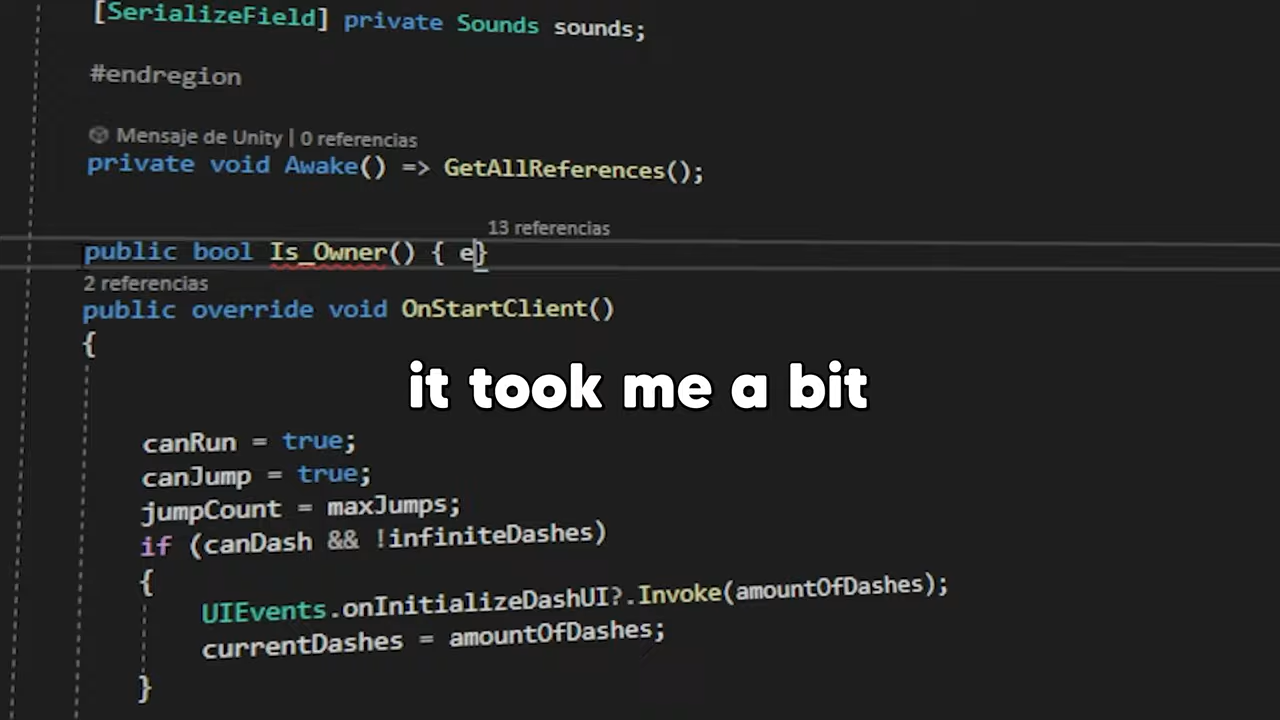 [SerializeField] private Sounds sounds;
#endregion
Mensaje de Unity | 0 referencias
private void Awake() => GetAllReferences();
13 referencias
public bool Is_Owner() { e}
2 referencias
public override void OnStartClient()
{
it took me a bit
canRun = true;
canJump = true;
jumpCount = maxJumps;
if (canDash && !infiniteDashes)
{
UIEvents.onInitializeDashUI?.Invoke(amountOfDashes);
currentDashes = amountOfDashes;
}